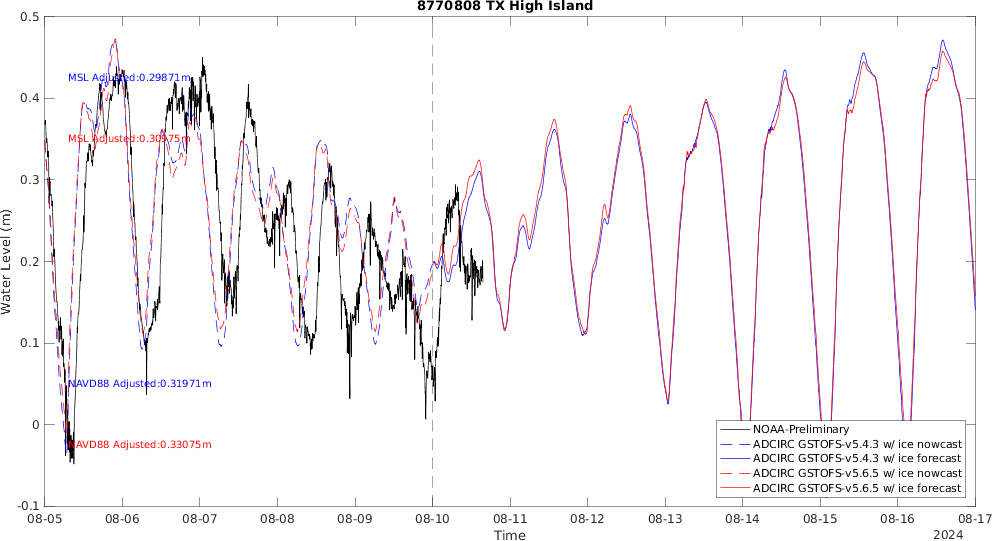 8770808 TX High Island
Water Level (m)
0.5
0.4
0.3
0.2
0.1
0
-0.1
MSL Adjusted:0.29871m
MSL Adjusted:0.30975m
NAVD88 Adjusted:0.31971m
NAVD88 Adjusted:0.33075m
NOAA-Preliminary
ADCIRC GSTOFS-v5.4.3 w/ ice nowcast
ADCIRC GSTOFS-v5.4.3 w/ ice forecast
ADCIRC GSTOFS-v5.6.5 w/ ice nowcast
ADCIRC GSTOFS-v5.6.5 w/ ice forecast
08-05 08-06 08-07 08-08 08-09 08-10 08-11 08-12 08-13 08-14 08-15 08-16 08-17
Time
2024